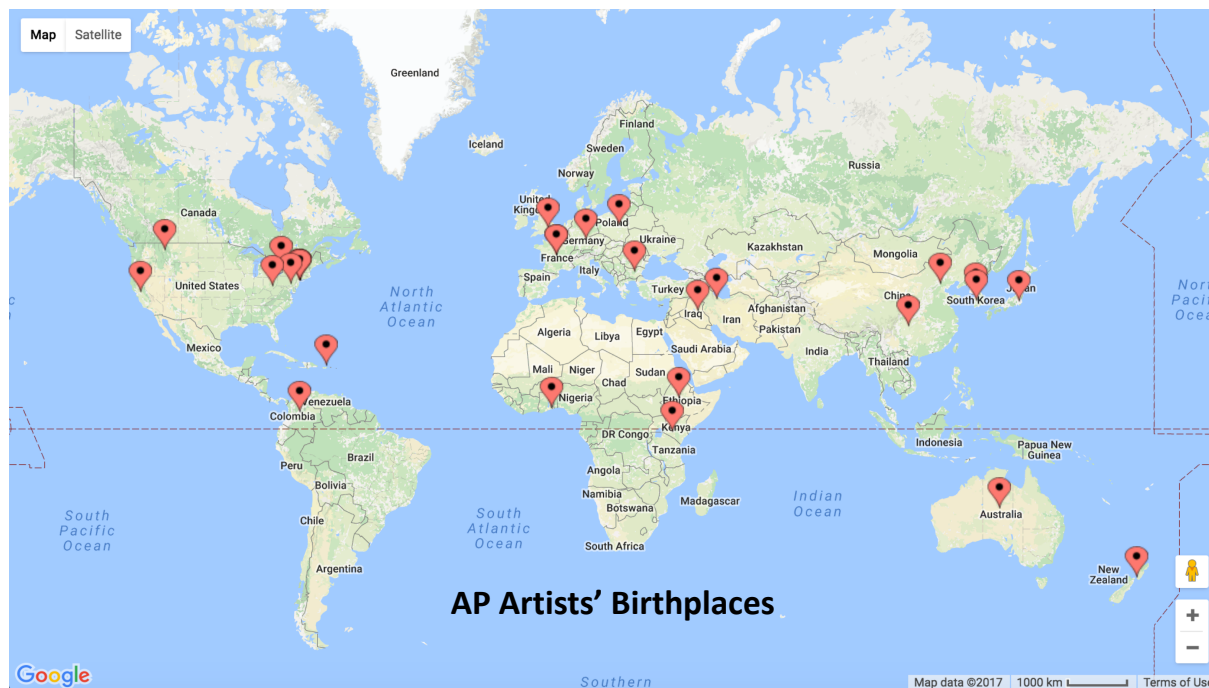 Map Satellite
Greenland
Iceland
Finland
Sweden
Norway
Russia
Canada
United
Kingdom
Poland
Germany
Ukraine
France
Kazakhstan
Mongolia
Italy
Spain
Turkey
United States
North
Atlantic
Ocean
China
South Korea
Japan
North
Pacific
Ocean
Iraq
Iran
Afghanistan
Pakistan
Algeria
Libya
Egypt
Saudi Arabia
India
Mexico
Thailand
Mali
Niger
Sudan
Chad
Nigeria
Ethiopia
Venezuela
Colombia
DR Congo
Kenya
Tanzania
Indonesia
Papua New
Guinea
Brazil
Peru
Angola
Bolivia
Namibia
Botswana
Madagascar
Indian
Ocean
South
Pacific
Ocean
Chile
South
Atlantic
Ocean
Australia
South Africa
Argentina
New
Zealand
AP Artists’ Birthplaces
+
−
Google
Southern
Map data ©2017 1000 km Terms of Use